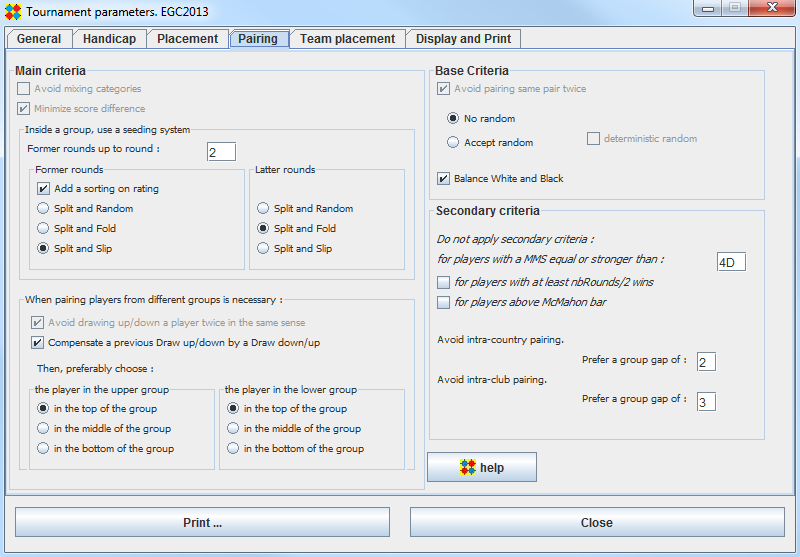 Tournament parameters. EGC2013
General
Handicap
Placement
Pairing
Team placement
Display and Print
Main criteria
Avoid mixing categories
Minimize score difference
Inside a group, use a seeding system
Former rounds up to round :
2
Former rounds
Add a sorting on rating
Split and Random
Split and Fold
Split and Slip
Latter rounds
Split and Random
Split and Fold
Split and Slip
When pairing players from different groups is necessary :
Avoid drawing up/down a player twice in the same sense
Compensate a previous Draw up/down by a Draw down/up
Then, preferably choose :
the player in the upper group
in the top of the group
in the middle of the group
in the bottom of the group
the player in the lower group
in the top of the group
in the middle of the group
in the bottom of the group
Base Criteria
Avoid pairing same pair twice
No random
Accept random
deterministic random
Balance White and Black
Secondary criteria
Do not apply secondary criteria :
for players with a MMS equal or stronger than :
4D
for players with at least nbRounds/2 wins
for players above McMahon bar
Avoid intra-country pairing.
Prefer a group gap of :
2
Avoid intra-club pairing.
Prefer a group gap of :
3
help
Print ...
Close